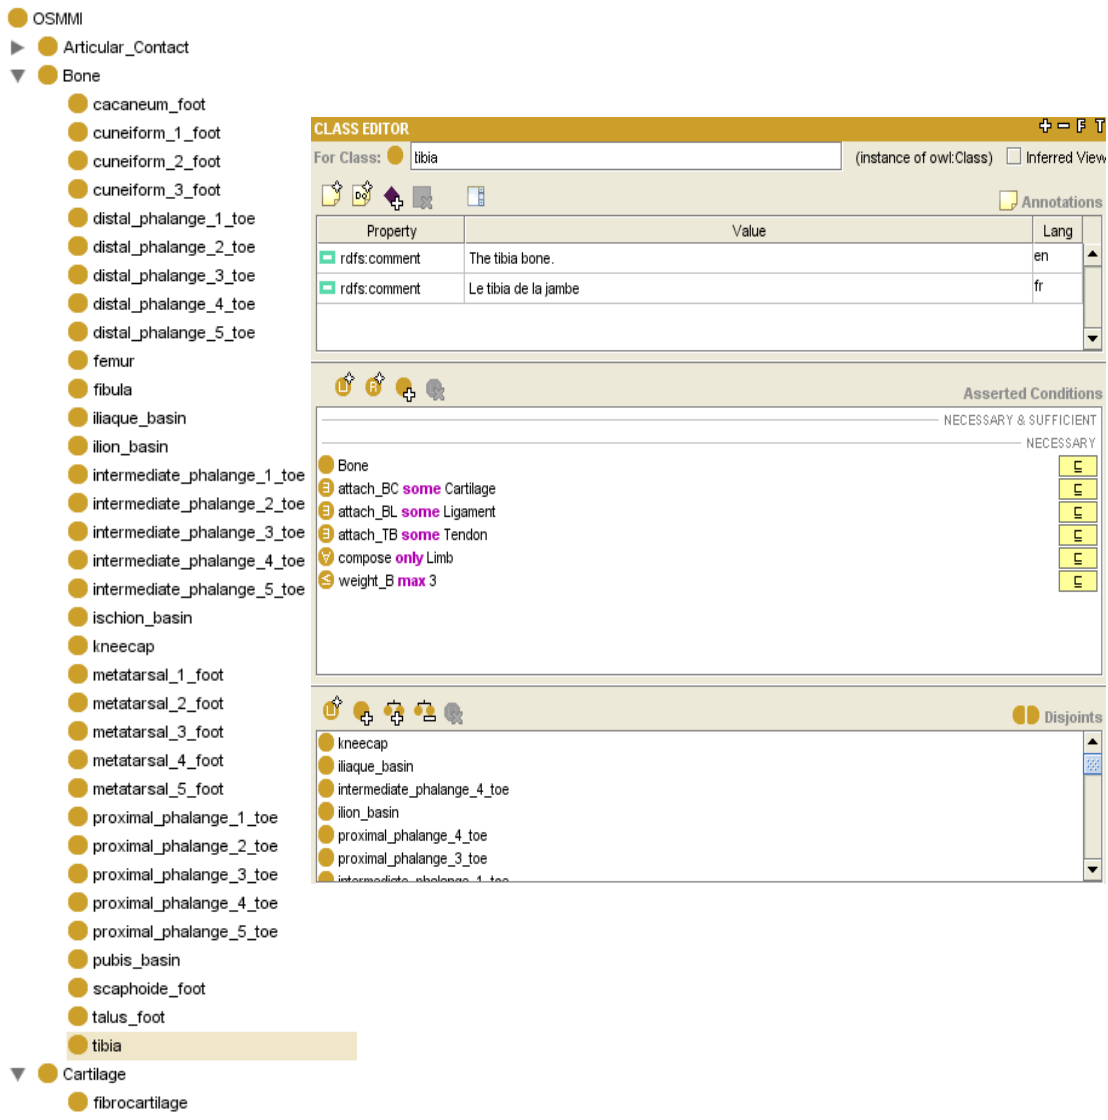 OSMMI
Articular_Contact
Bone
cacaneum_foot
cuneiform_1_foot
cuneiform_2_foot
cuneiform_3_foot
distal_phalange_1_toe
distal_phalange_2_toe
distal_phalange_3_toe
distal_phalange_4_toe
distal_phalange_5_toe
femur
fibula
iliaque_basin
ilion_basin
intermediate_phalange_1_toe
intermediate_phalange_2_toe
intermediate_phalange_3_toe
intermediate_phalange_4_toe
intermediate_phalange_5_toe
ischion_basin
kneecap
metatarsal_1_foot
metatarsal_2_foot
metatarsal_3_foot
metatarsal_4_foot
metatarsal_5_foot
proximal_phalange_1_toe
proximal_phalange_2_toe
proximal_phalange_3_toe
proximal_phalange_4_toe
proximal_phalange_5_toe
pubis_basin
scaphoide_foot
talus_foot
tibia
Cartilage
fibrocartilage
CLASS EDITOR + − F T
For Class: tibia (instance of owl:Class) Inferred View
Annotations
Property Value Lang
rdfs:comment The tibia bone. en
rdfs:comment Le tibia de la jambe fr
Asserted Conditions
NECESSARY & SUFFICIENT
NECESSARY
Bone ⊑
∃ attach_BC some Cartilage ⊑
∃ attach_BL some Ligament ⊑
∃ attach_TB some Tendon ⊑
∀ compose only Limb ⊑
≤ weight_B max 3 ⊑
Disjoints
kneecap
iliaque_basin
intermediate_phalange_4_toe
ilion_basin
proximal_phalange_4_toe
proximal_phalange_3_toe
intermediate_phalange_1_toe